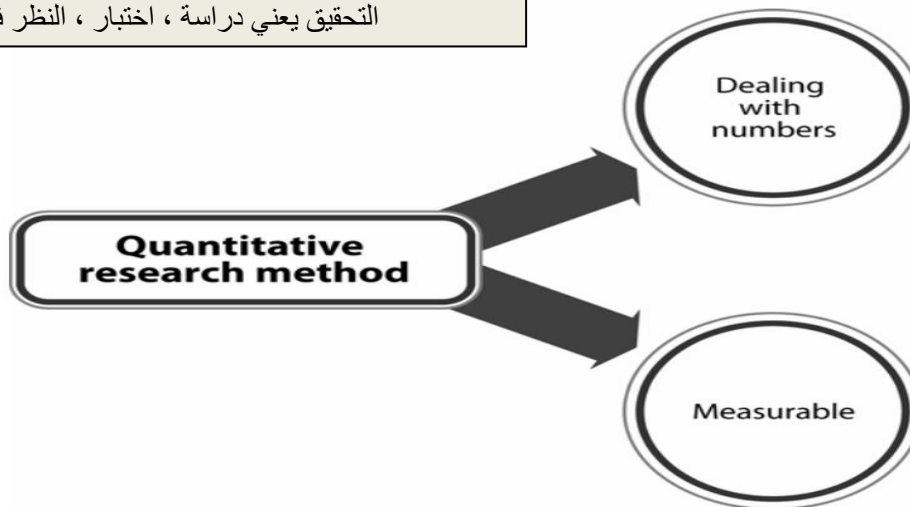 التحقيق يعني دراسة ، اختبار ، النظر
Dealing
with
numbers
Quantitative
research method
Measurable